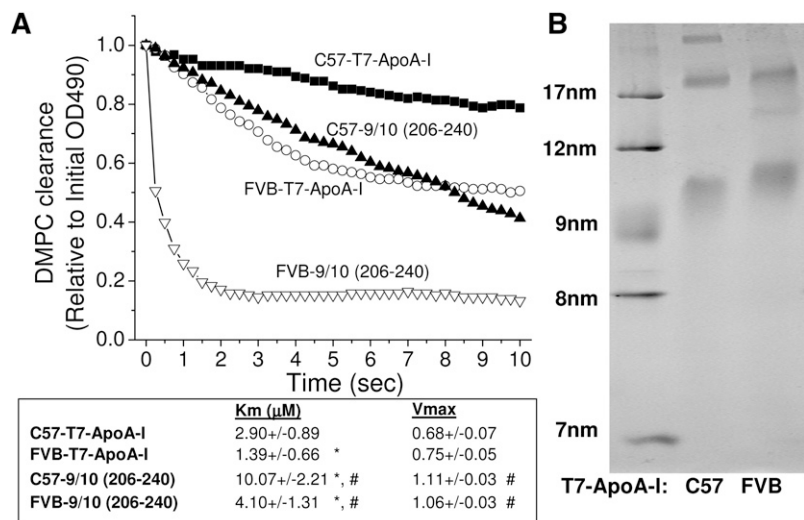 A
B
DMPC clearance
(Relative to Initial OD490)
1.0
0.8
0.6
0.4
0.2
0.0
C57-T7-ApoA-I
C57-9/10 (206-240)
FVB-T7-ApoA-I
FVB-9/10 (206-240)
0 1 2 3 4 5 6 7 8 9 10
Time (sec)
Km (μM) Vmax
C57-T7-ApoA-I 2.90+/-0.89 0.68+/-0.07
FVB-T7-ApoA-I 1.39+/-0.66 * 0.75+/-0.05
C57-9/10 (206-240) 10.07+/-2.21 *, # 1.11+/-0.03 #
FVB-9/10 (206-240) 4.10+/-1.31 *, # 1.06+/-0.03 #
17nm
12nm
9nm
8nm
7nm
T7-ApoA-I: C57 FVB